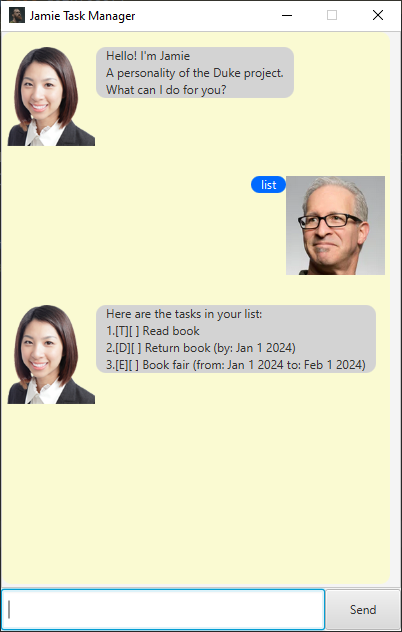 Jamie Task Manager
Hello! I'm Jamie
A personality of the Duke project.
What can I do for you?
list
Here are the tasks in your list:
1.[T][ ] Read book
2.[D][ ] Return book (by: Jan 1 2024)
3.[E][ ] Book fair (from: Jan 1 2024 to: Feb 1 2024)
Send